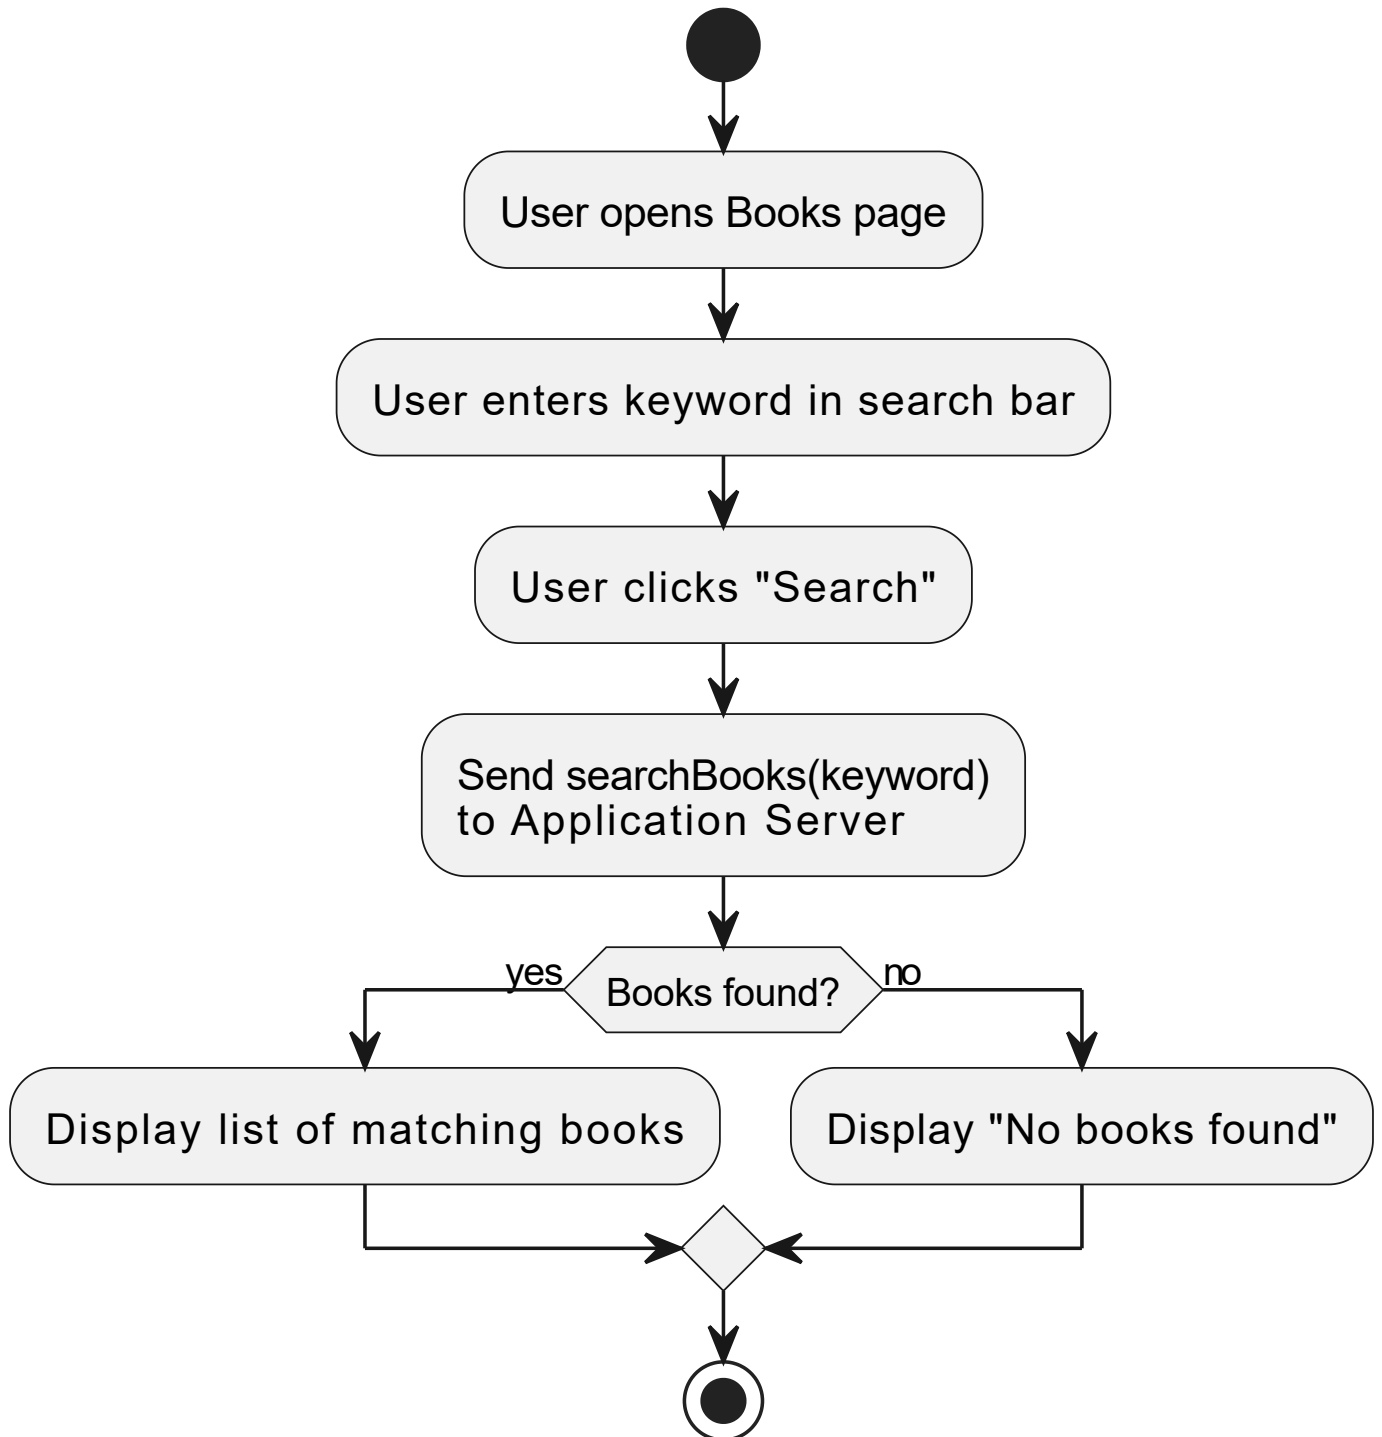 User opens Books page
User enters keyword in search bar
User clicks "Search"
Send searchBooks(keyword)
to Application Server
yes
Books found?
no
Display list of matching books
Display "No books found"